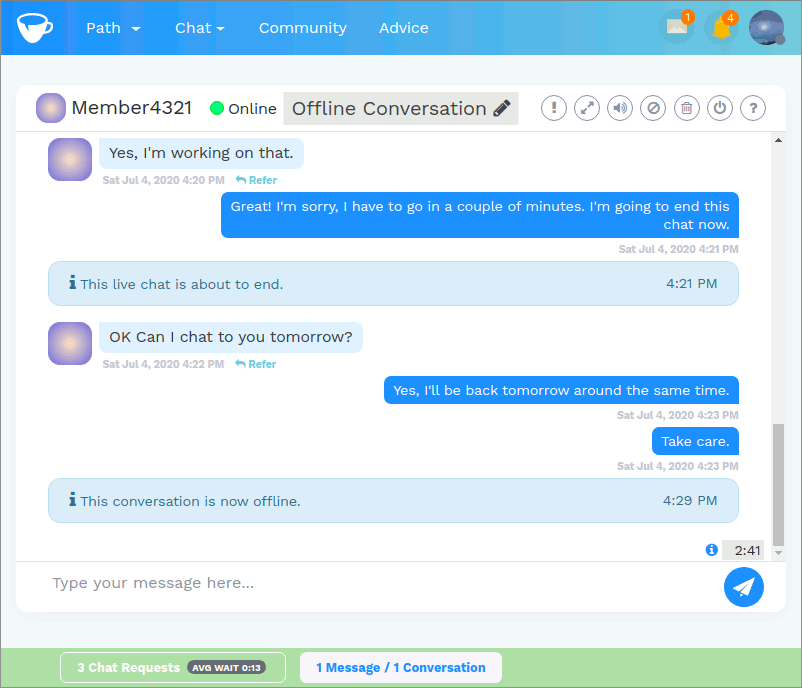 Path Chat Community Advice 1 4
Member4321 Online Offline Conversation ! ?
Yes, I'm working on that.
Sat Jul 4, 2020 4:20 PM Refer
Great! I'm sorry, I have to go in a couple of minutes. I'm going to end this
chat now.
Sat Jul 4, 2020 4:21 PM
This live chat is about to end. 4:21 PM
OK Can I chat to you tomorrow?
Sat Jul 4, 2020 4:22 PM Refer
Yes, I'll be back tomorrow around the same time.
Sat Jul 4, 2020 4:23 PM
Take care.
Sat Jul 4, 2020 4:23 PM
This conversation is now offline. 4:29 PM
2:41
Type your message here...
3 Chat Requests AVG WAIT 0:13 1 Message / 1 Conversation